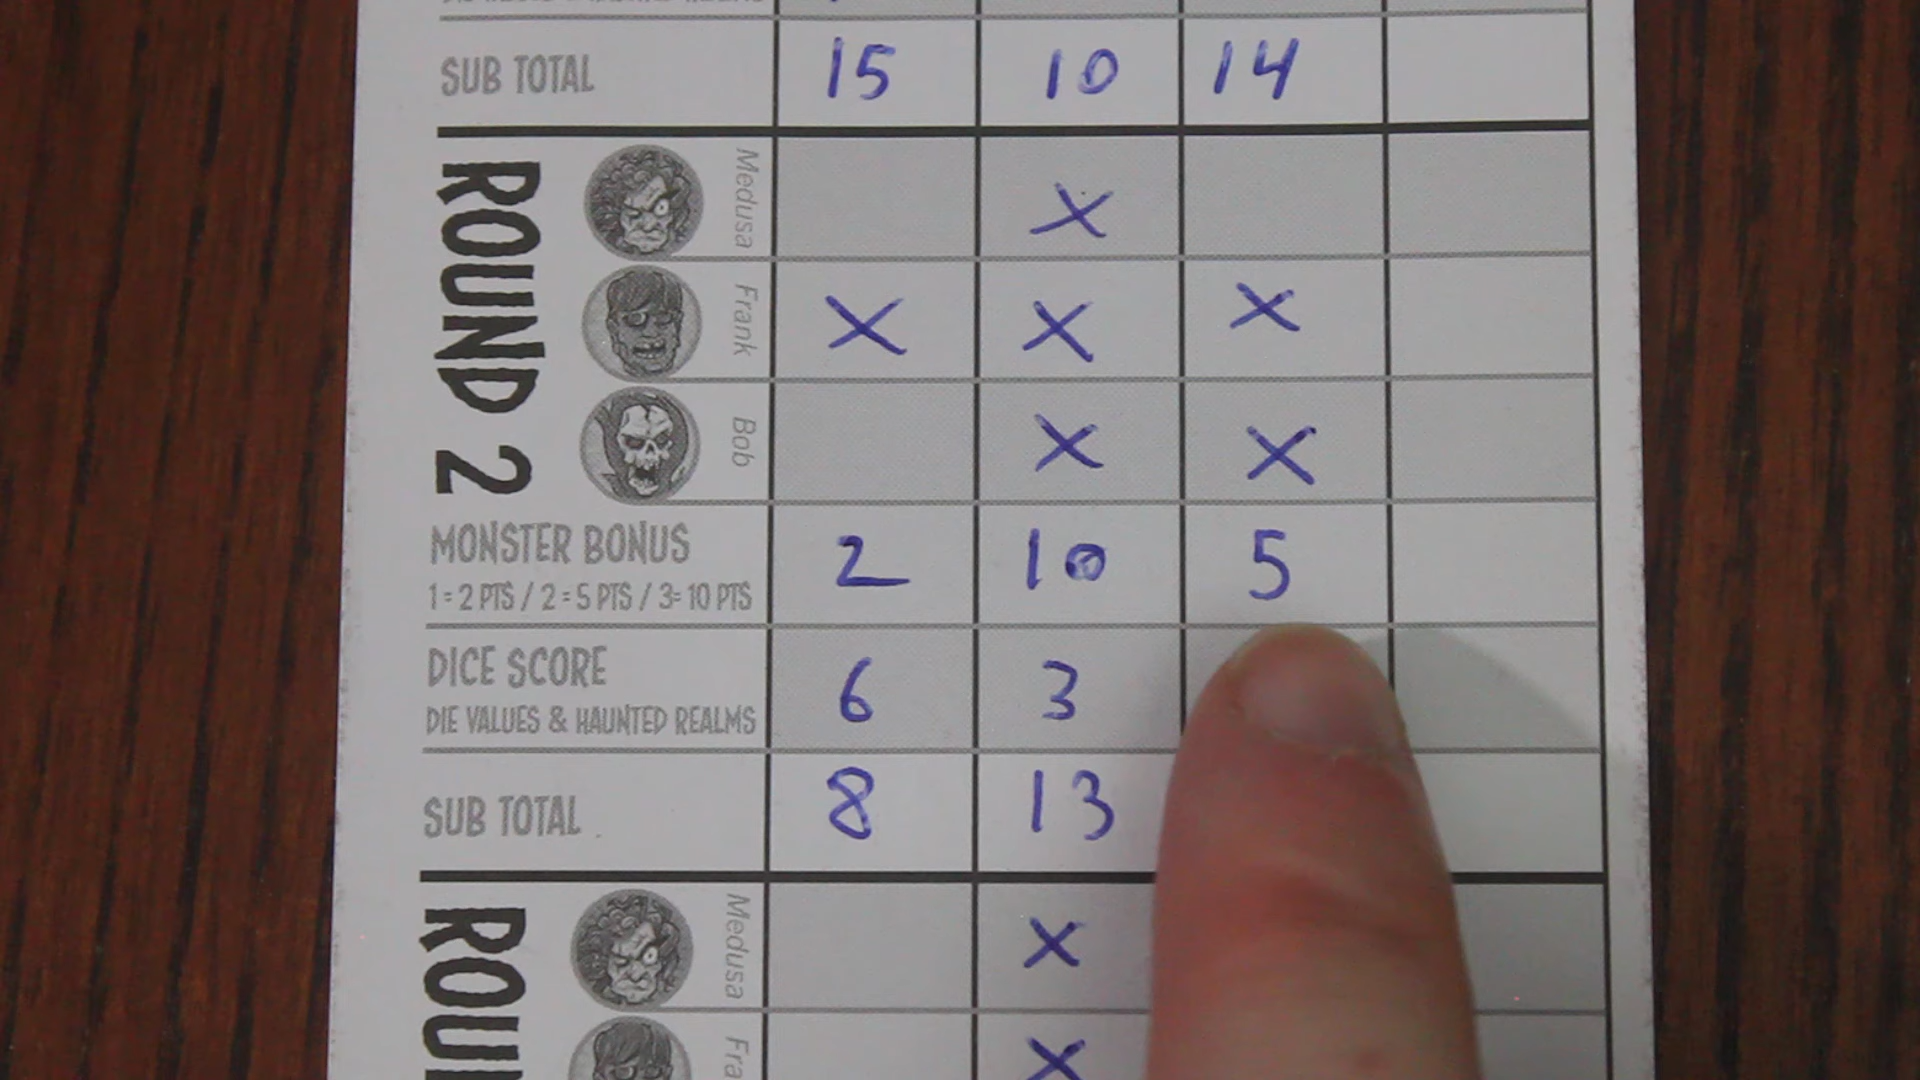 SUB TOTAL 15 10 14
ROUND 2
Medusa X
Frank X X X
Bob X X
MONSTER BONUS 2 10 5
1 = 2 PTS / 2 = 5 PTS / 3 = 10 PTS
DICE SCORE 6 3
DIE VALUES & HAUNTED REALMS
SUB TOTAL 8 13
ROU
Medusa X
Fra X